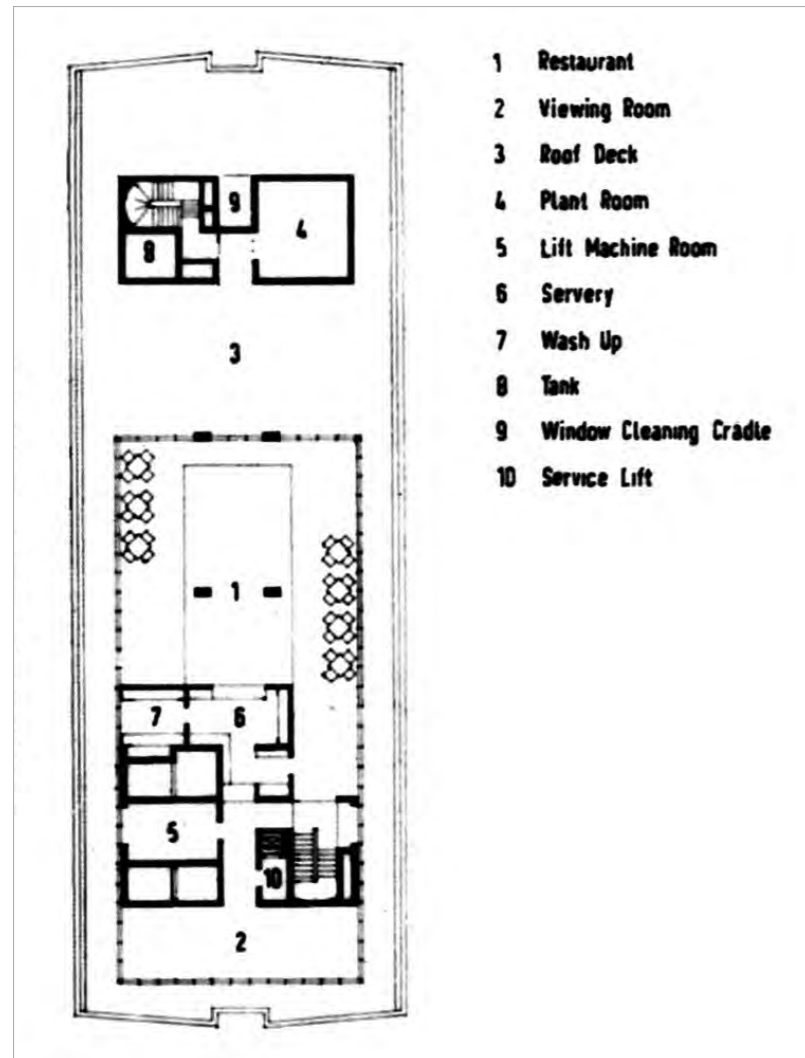 1 Restaurant
2 Viewing Room
3 Roof Deck
4 Plant Room
5 Lift Machine Room
6 Servery
7 Wash Up
8 Tank
9 Window Cleaning Cradle
10 Service Lift
9
4
8
3
1
7
6
5
10
2